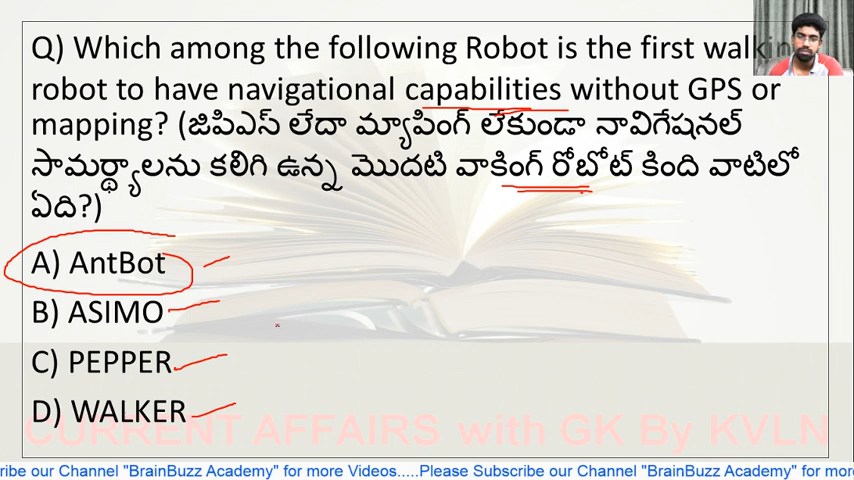 Q) Which among the following Robot is the first walking
robot to have navigational capabilities without GPS or
mapping? (జిపిఎస్ లేదా మ్యాపింగ్ లేకుండా నావిగేషనల్
సామర్థ్యాలను కలిగి ఉన్న మొదటి వాకింగ్ రోబోట్ కింది వాటిలో
ఏది?)
A) AntBot
B) ASIMO
C) PEPPER
D) WALKER
CURRENT AFFAIRS with GK By KVLN
ribe our Channel "BrainBuzz Academy" for more Videos.....Please Subscribe our Channel "BrainBuzz Academy" for more